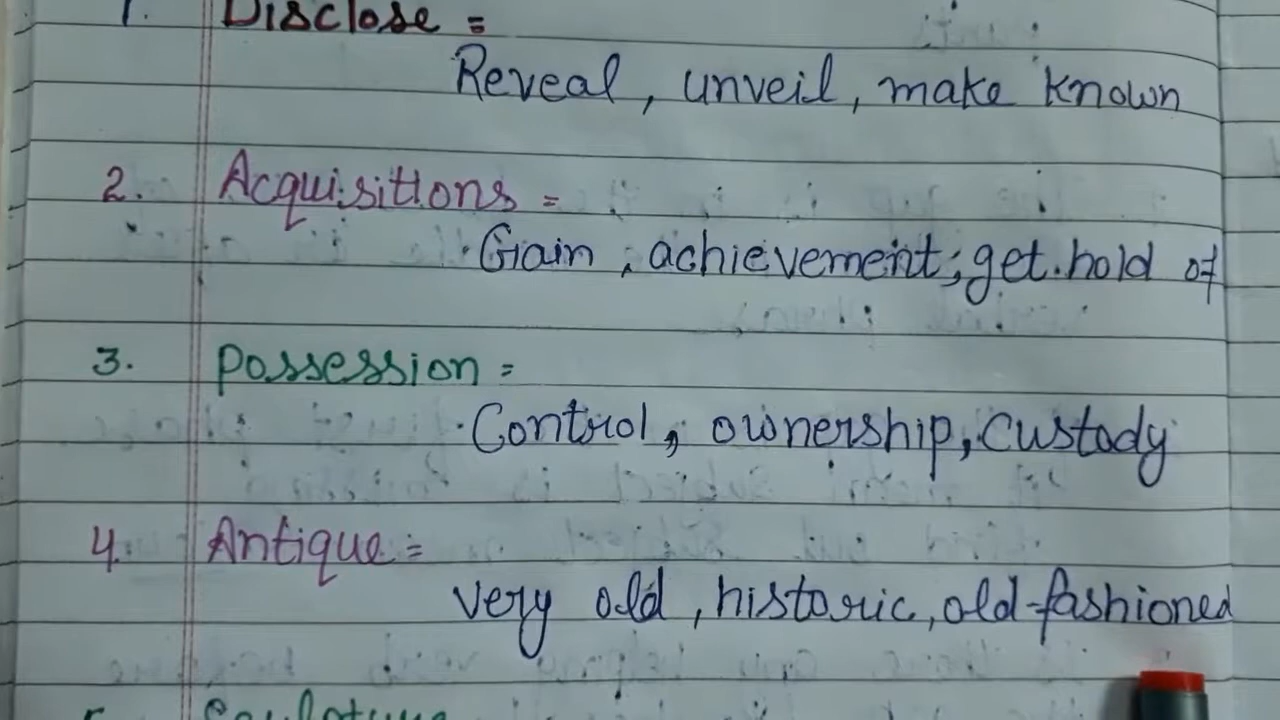 1. Disclose =
Reveal, unveil, make known
2. Acquisitions =
Gain, achievement, get hold of
3. Possession =
Control, ownership, custody
4. Antique =
very old, historic, old-fashioned
5.